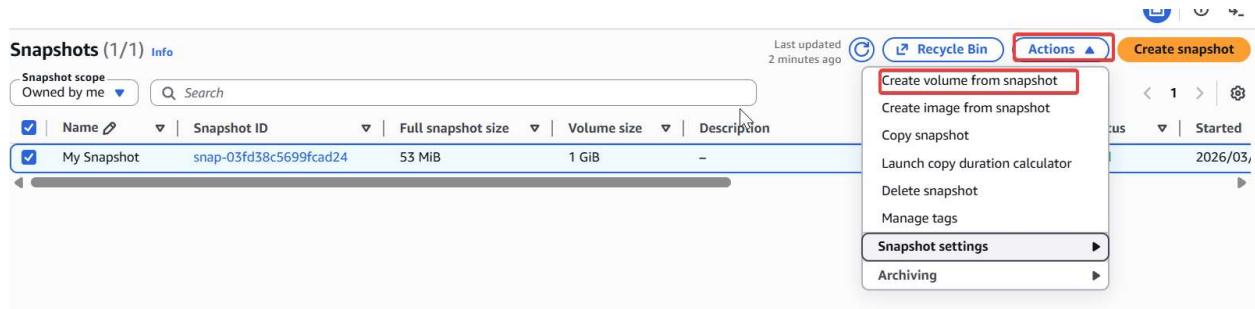 Snapshots (1/1) Info
Last updated
2 minutes ago
Recycle Bin
Actions
Create snapshot
Snapshot scope
Owned by me
Search
1
Name
Snapshot ID
Full snapshot size
Volume size
Description
Started
My Snapshot
snap-03fd38c5699fcad24
53 MiB
1 GiB
–
2026/03/
Create volume from snapshot
Create image from snapshot
Copy snapshot
Launch copy duration calculator
Delete snapshot
Manage tags
Snapshot settings
Archiving